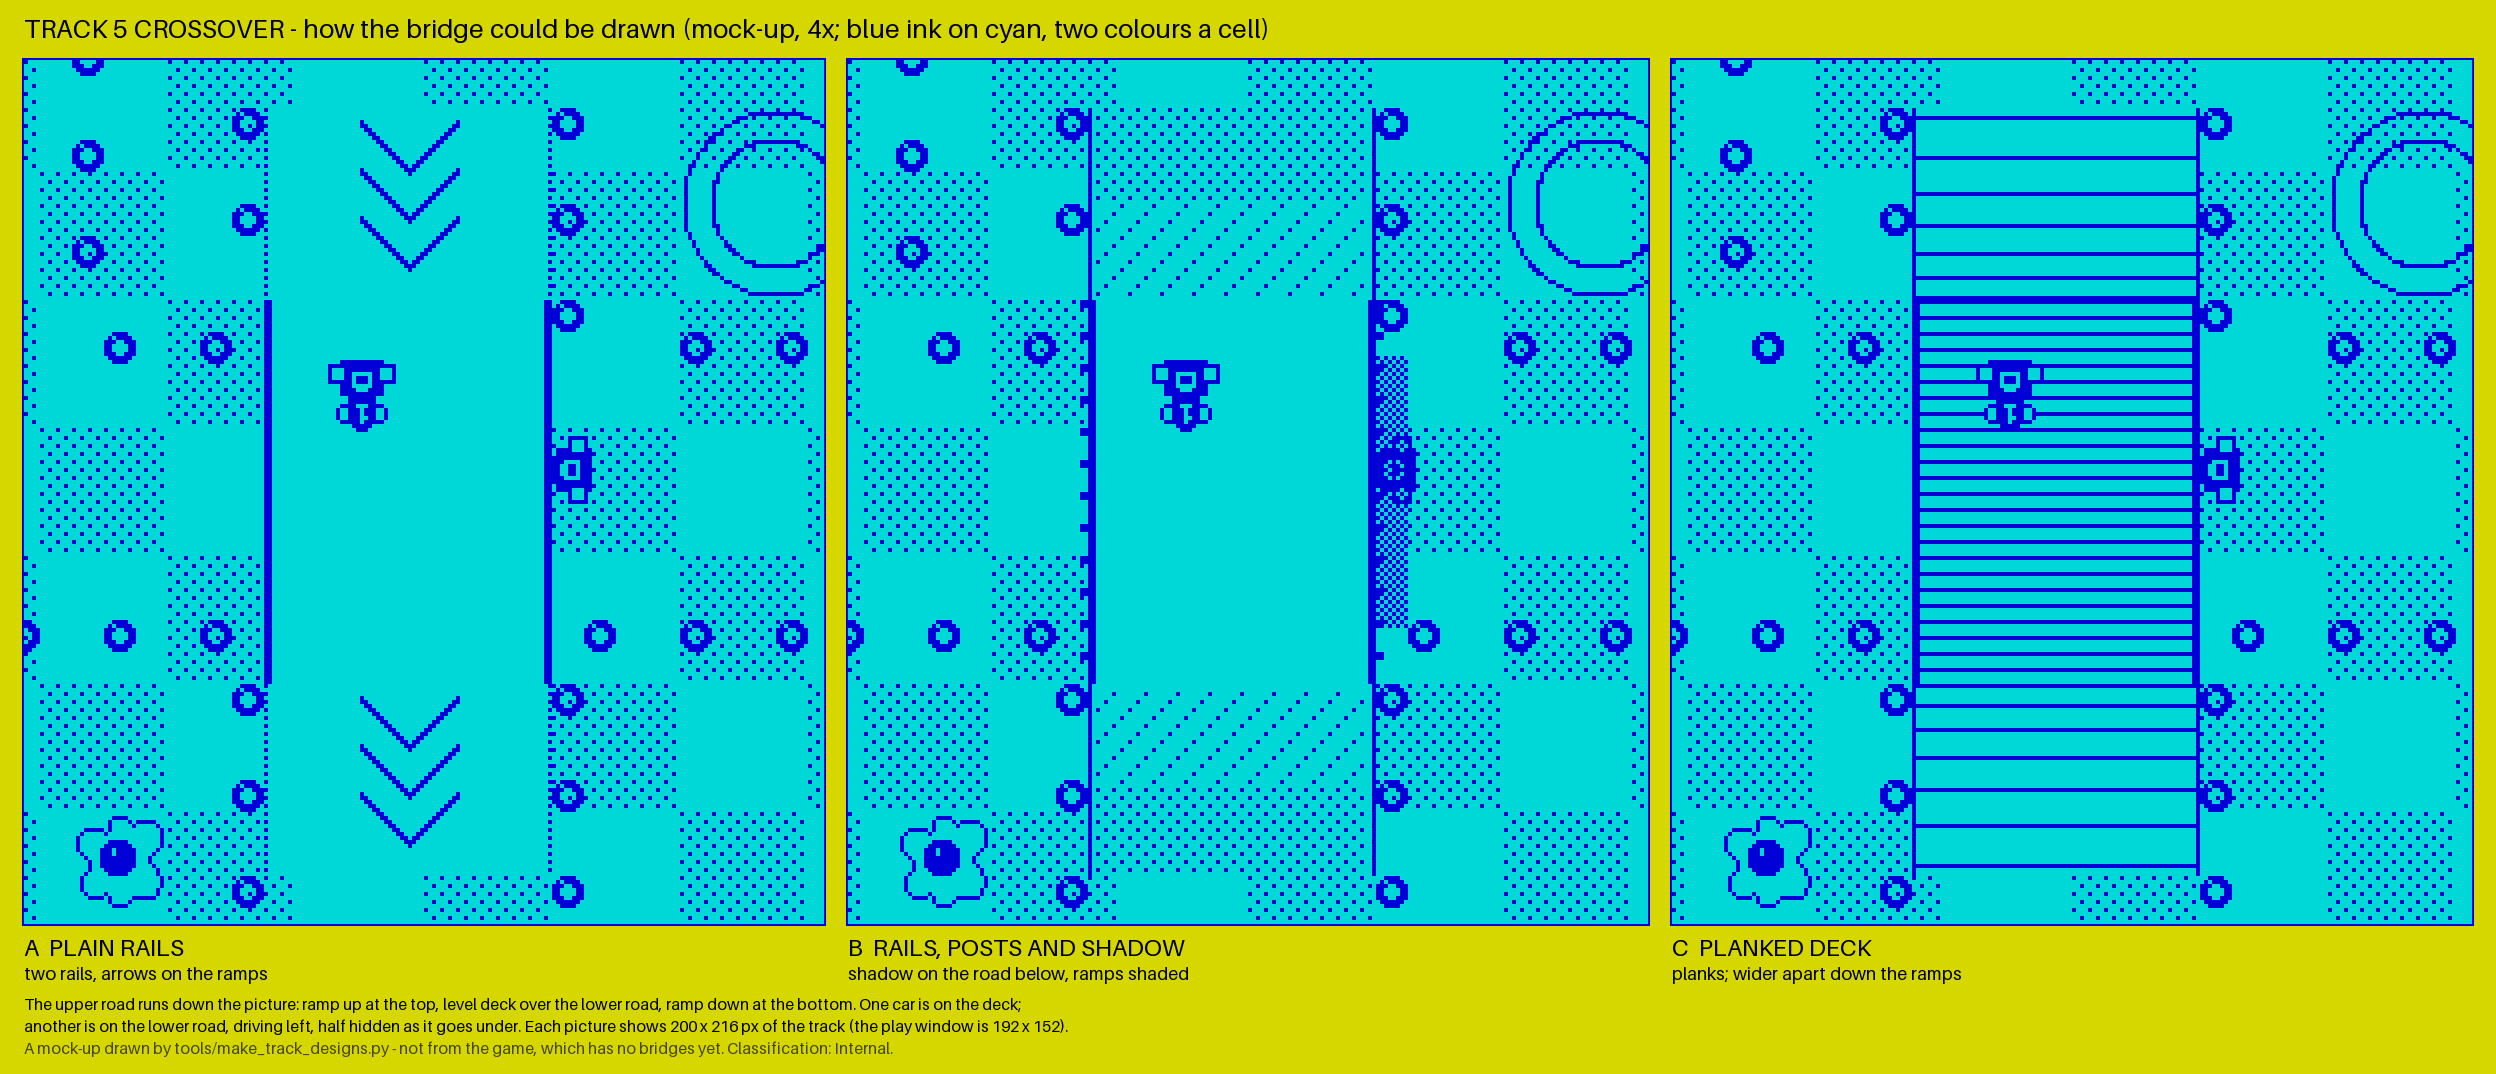 TRACK 5 CROSSOVER - how the bridge could be drawn (mock-up, 4x; blue ink on cyan, two colours a cell)
A  PLAIN RAILS
two rails, arrows on the ramps
B  RAILS, POSTS AND SHADOW
shadow on the road below, ramps shaded
C  PLANKED DECK
planks; wider apart down the ramps
The upper road runs down the picture: ramp up at the top, level deck over the lower road, ramp down at the bottom. One car is on the deck;
another is on the lower road, driving left, half hidden as it goes under. Each picture shows 200 x 216 px of the track (the play window is 192 x 152).
A mock-up drawn by tools/make_track_designs.py - not from the game, which has no bridges yet. Classification: Internal.